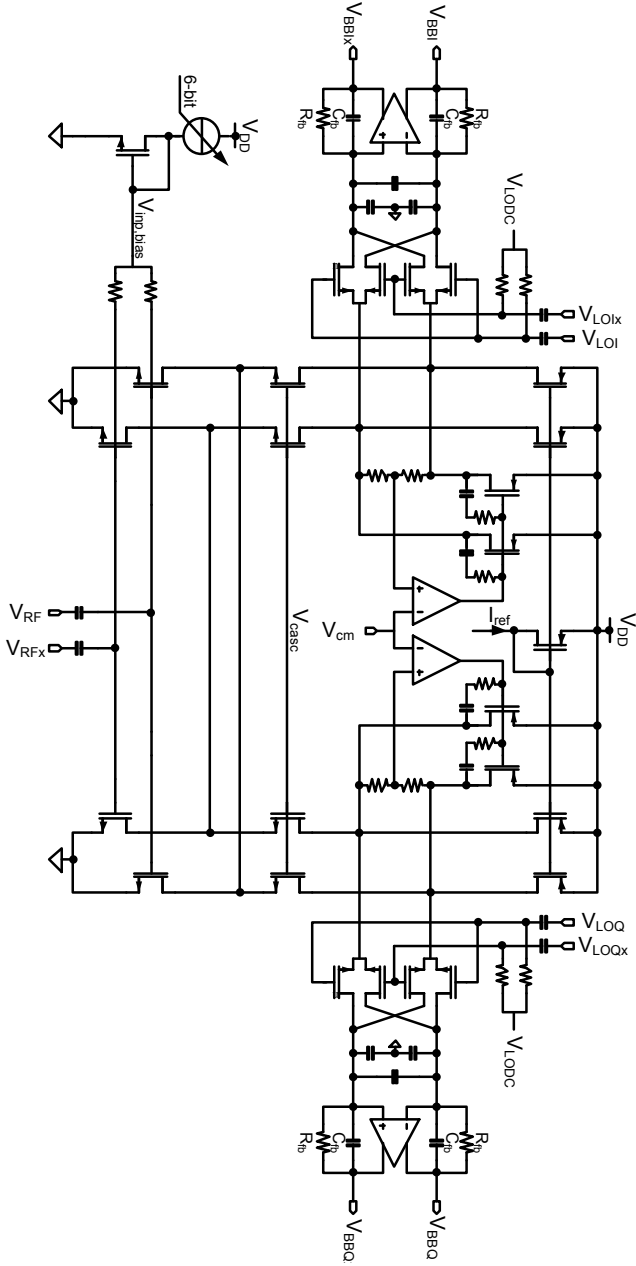 V_BBIx
V_BBI
R_fb
C_fb
C_fb
R_fb
+
−
6-bit
V_DD
V_inp,bias
V_LODC
V_LOIx
V_LOI
V_RF
V_RFx
V_casc
V_cm
+
−
−
+
I_ref
V_DD
V_LOQ
V_LOQx
V_LODC
+
−
R_fb
C_fb
C_fb
R_fb
V_BBQ
V_BBQ